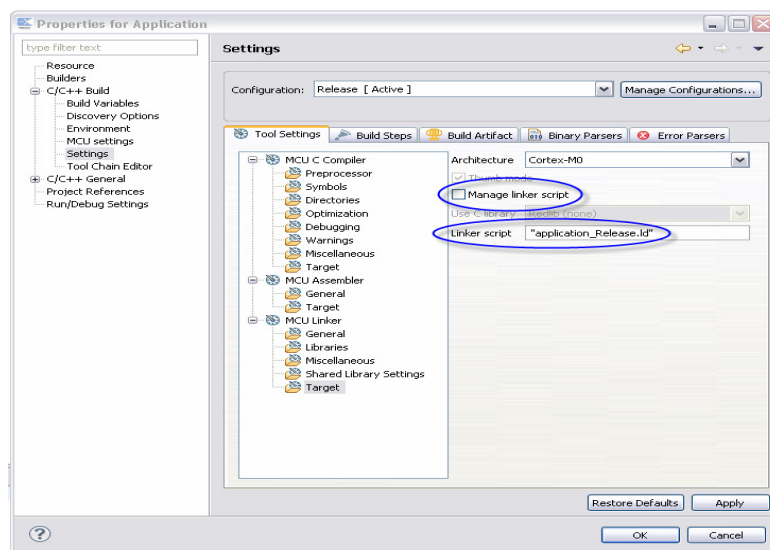 Properties for Application
type filter text
Settings
Resource
Builders
C/C++ Build
Build Variables
Discovery Options
Environment
MCU settings
Settings
Tool Chain Editor
C/C++ General
Project References
Run/Debug Settings
Configuration: Release [ Active ] Manage Configurations...
Tool Settings Build Steps Build Artifact Binary Parsers Error Parsers
MCU C Compiler
Preprocessor
Symbols
Directories
Optimization
Debugging
Warnings
Miscellaneous
Target
MCU Assembler
General
Target
MCU Linker
General
Libraries
Miscellaneous
Shared Library Settings
Target
Architecture Cortex-M0
Thumb mode
Manage linker script
Use C library Redlib (none)
Linker script "application_Release.ld"
Restore Defaults Apply
? OK Cancel